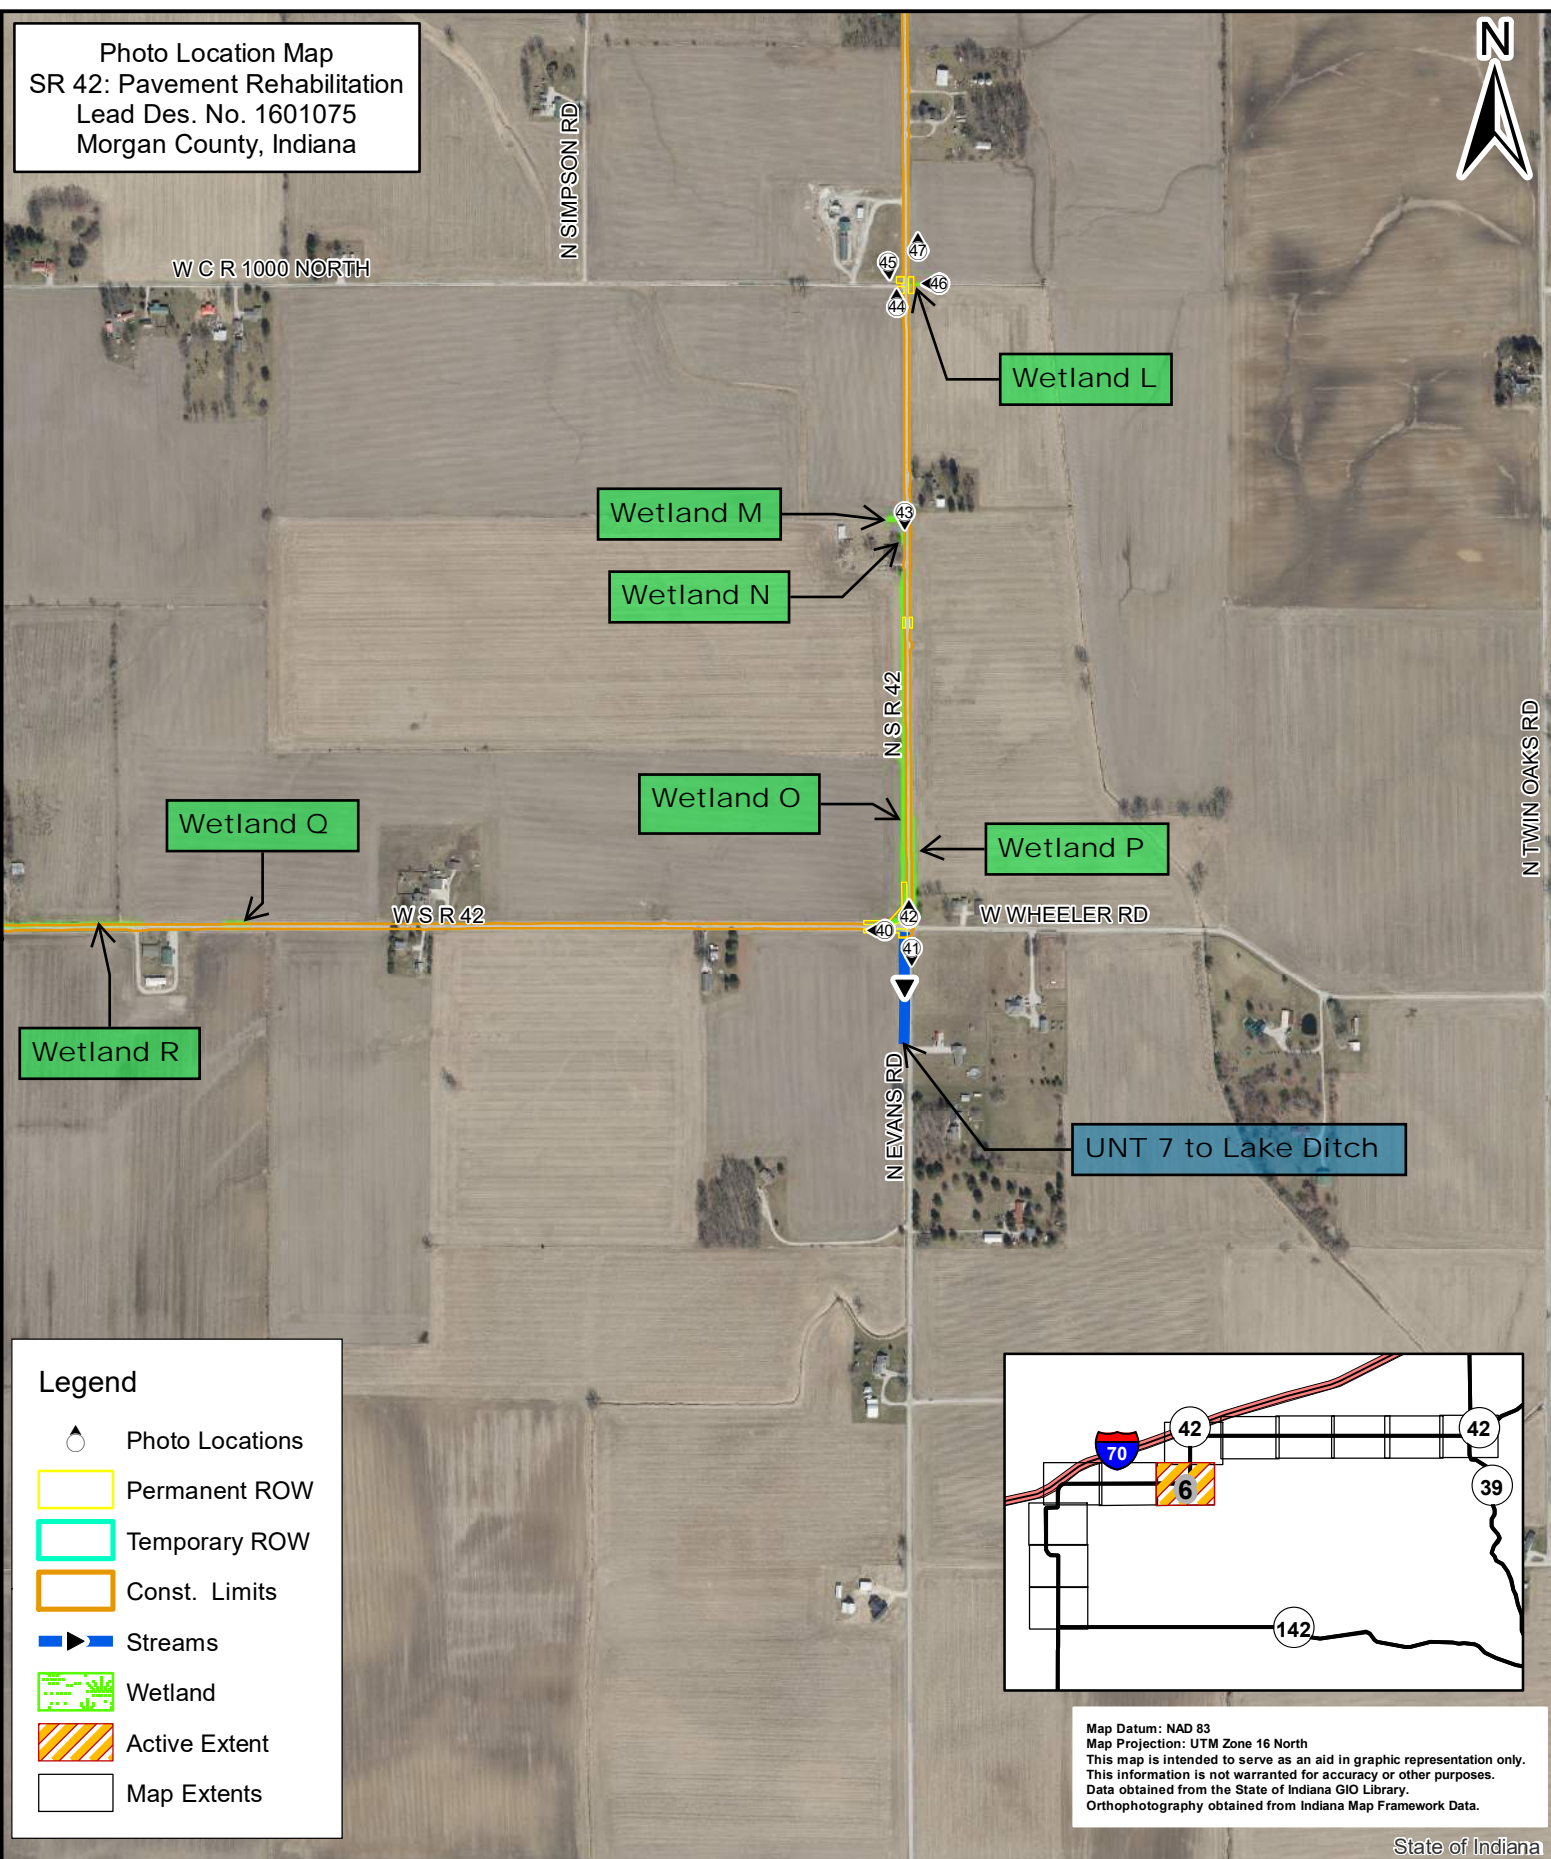 Photo Location Map
SR 42: Pavement Rehabilitation
Lead Des. No. 1601075
Morgan County, Indiana
N
N SIMPSON RD
W C R 1000 NORTH
45
47
46
44
Wetland L
Wetland M
43
Wetland N
N S R 42
N TWIN OAKS RD
Wetland O
Wetland Q
Wetland P
W S R 42
42
W WHEELER RD
40
41
Wetland R
N EVANS RD
UNT 7 to Lake Ditch
Legend
Photo Locations
Permanent ROW
Temporary ROW
Const. Limits
Streams
Wetland
Active Extent
Map Extents
42
42
70
6
39
142
Map Datum: NAD 83
Map Projection: UTM Zone 16 North
This map is intended to serve as an aid in graphic representation only.
This information is not warranted for accuracy or other purposes.
Data obtained from the State of Indiana GIO Library.
Orthophotography obtained from Indiana Map Framework Data.
State of Indiana